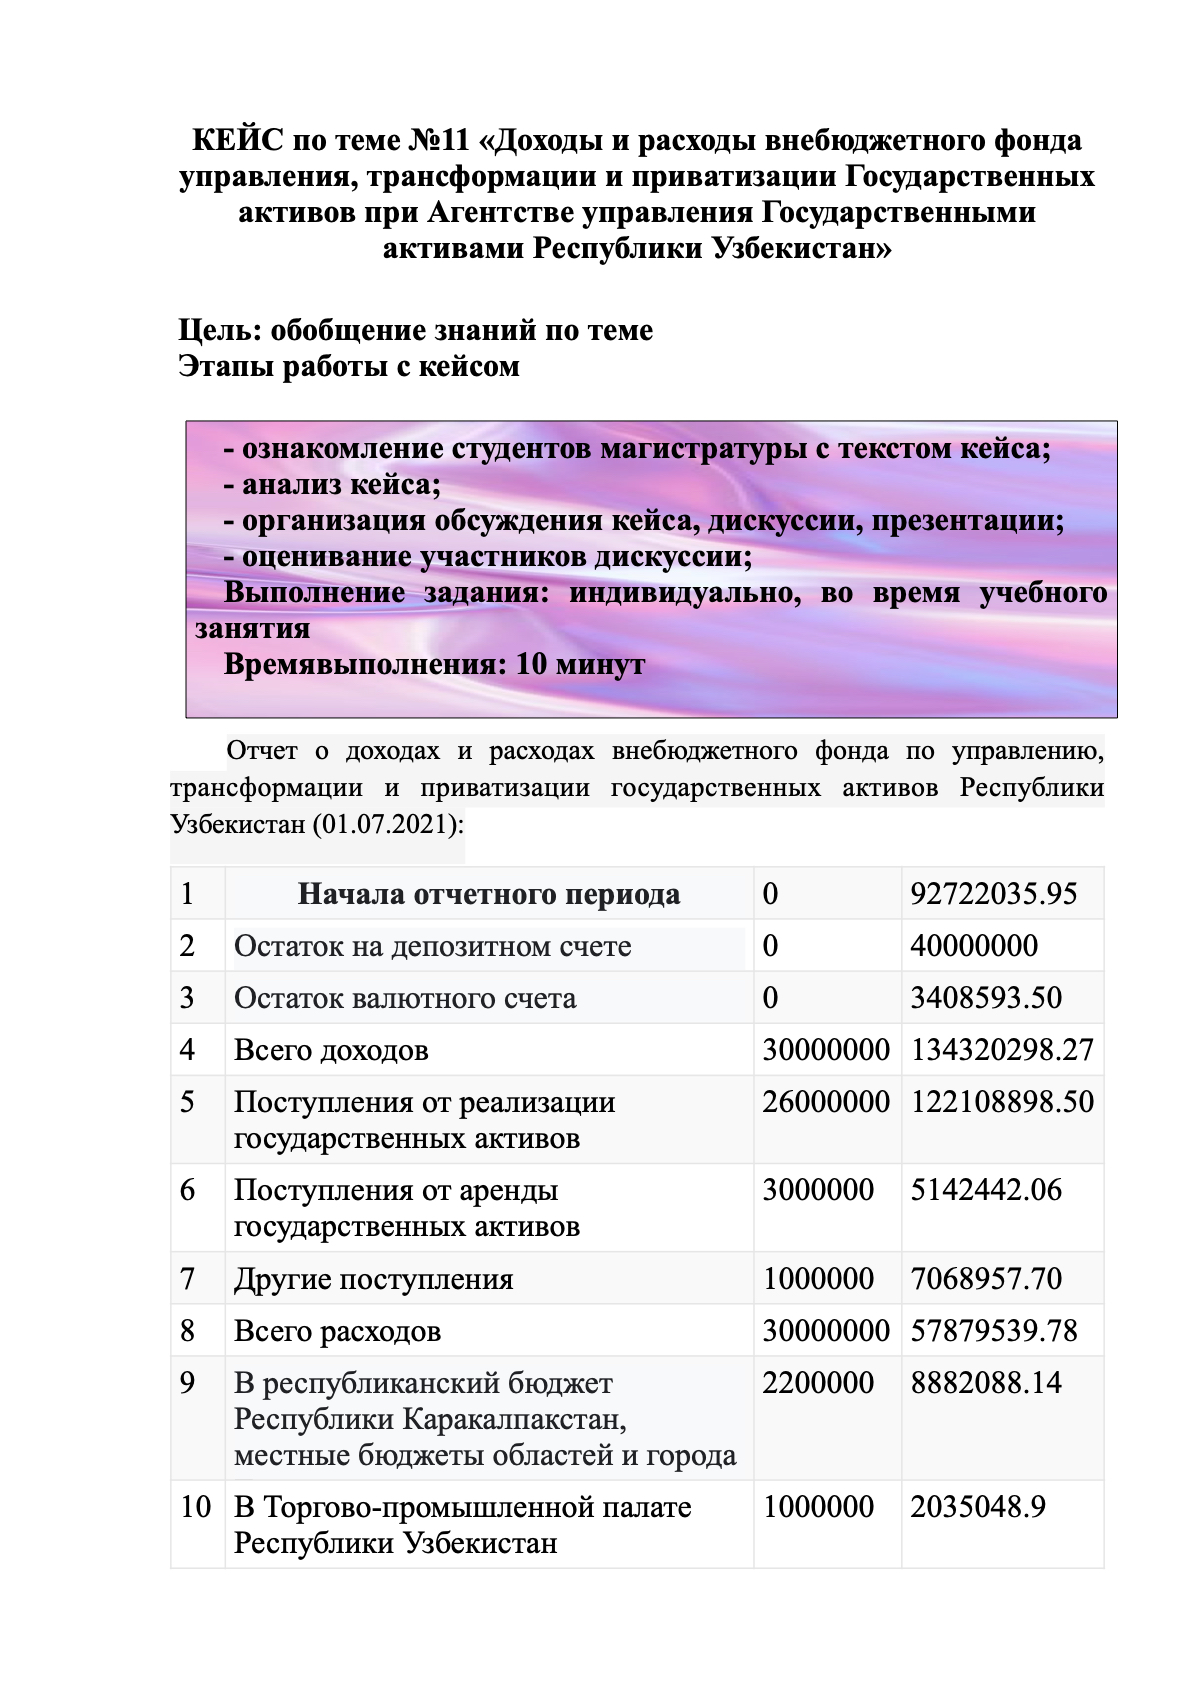 КЕЙС по теме №11 «Доходы и расходы внебюджетного фонда
управления, трансформации и приватизации Государственных
активов при Агентстве управления Государственными
активами Республики Узбекистан»
Цель: обобщение знаний по теме
Этапы работы с кейсом
- ознакомление студентов магистратуры с текстом кейса;
- анализ кейса;
- организация обсуждения кейса, дискуссии, презентации;
- оценивание участников дискуссии;
Выполнение задания: индивидуально, во время учебного
занятия
Времявыполнения: 10 минут
Отчет о доходах и расходах внебюджетного фонда по управлению,
трансформации и приватизации государственных активов Республики
Узбекистан (01.07.2021):
1 Начала отчетного периода 0 92722035.95
2 Остаток на депозитном счете 0 40000000
3 Остаток валютного счета 0 3408593.50
4 Всего доходов 30000000 134320298.27
5 Поступления от реализации 26000000 122108898.50
государственных активов
6 Поступления от аренды 3000000 5142442.06
государственных активов
7 Другие поступления 1000000 7068957.70
8 Всего расходов 30000000 57879539.78
9 В республиканский бюджет 2200000 8882088.14
Республики Каракалпакстан,
местные бюджеты областей и города
10 В Торгово-промышленной палате 1000000 2035048.9
Республики Узбекистан